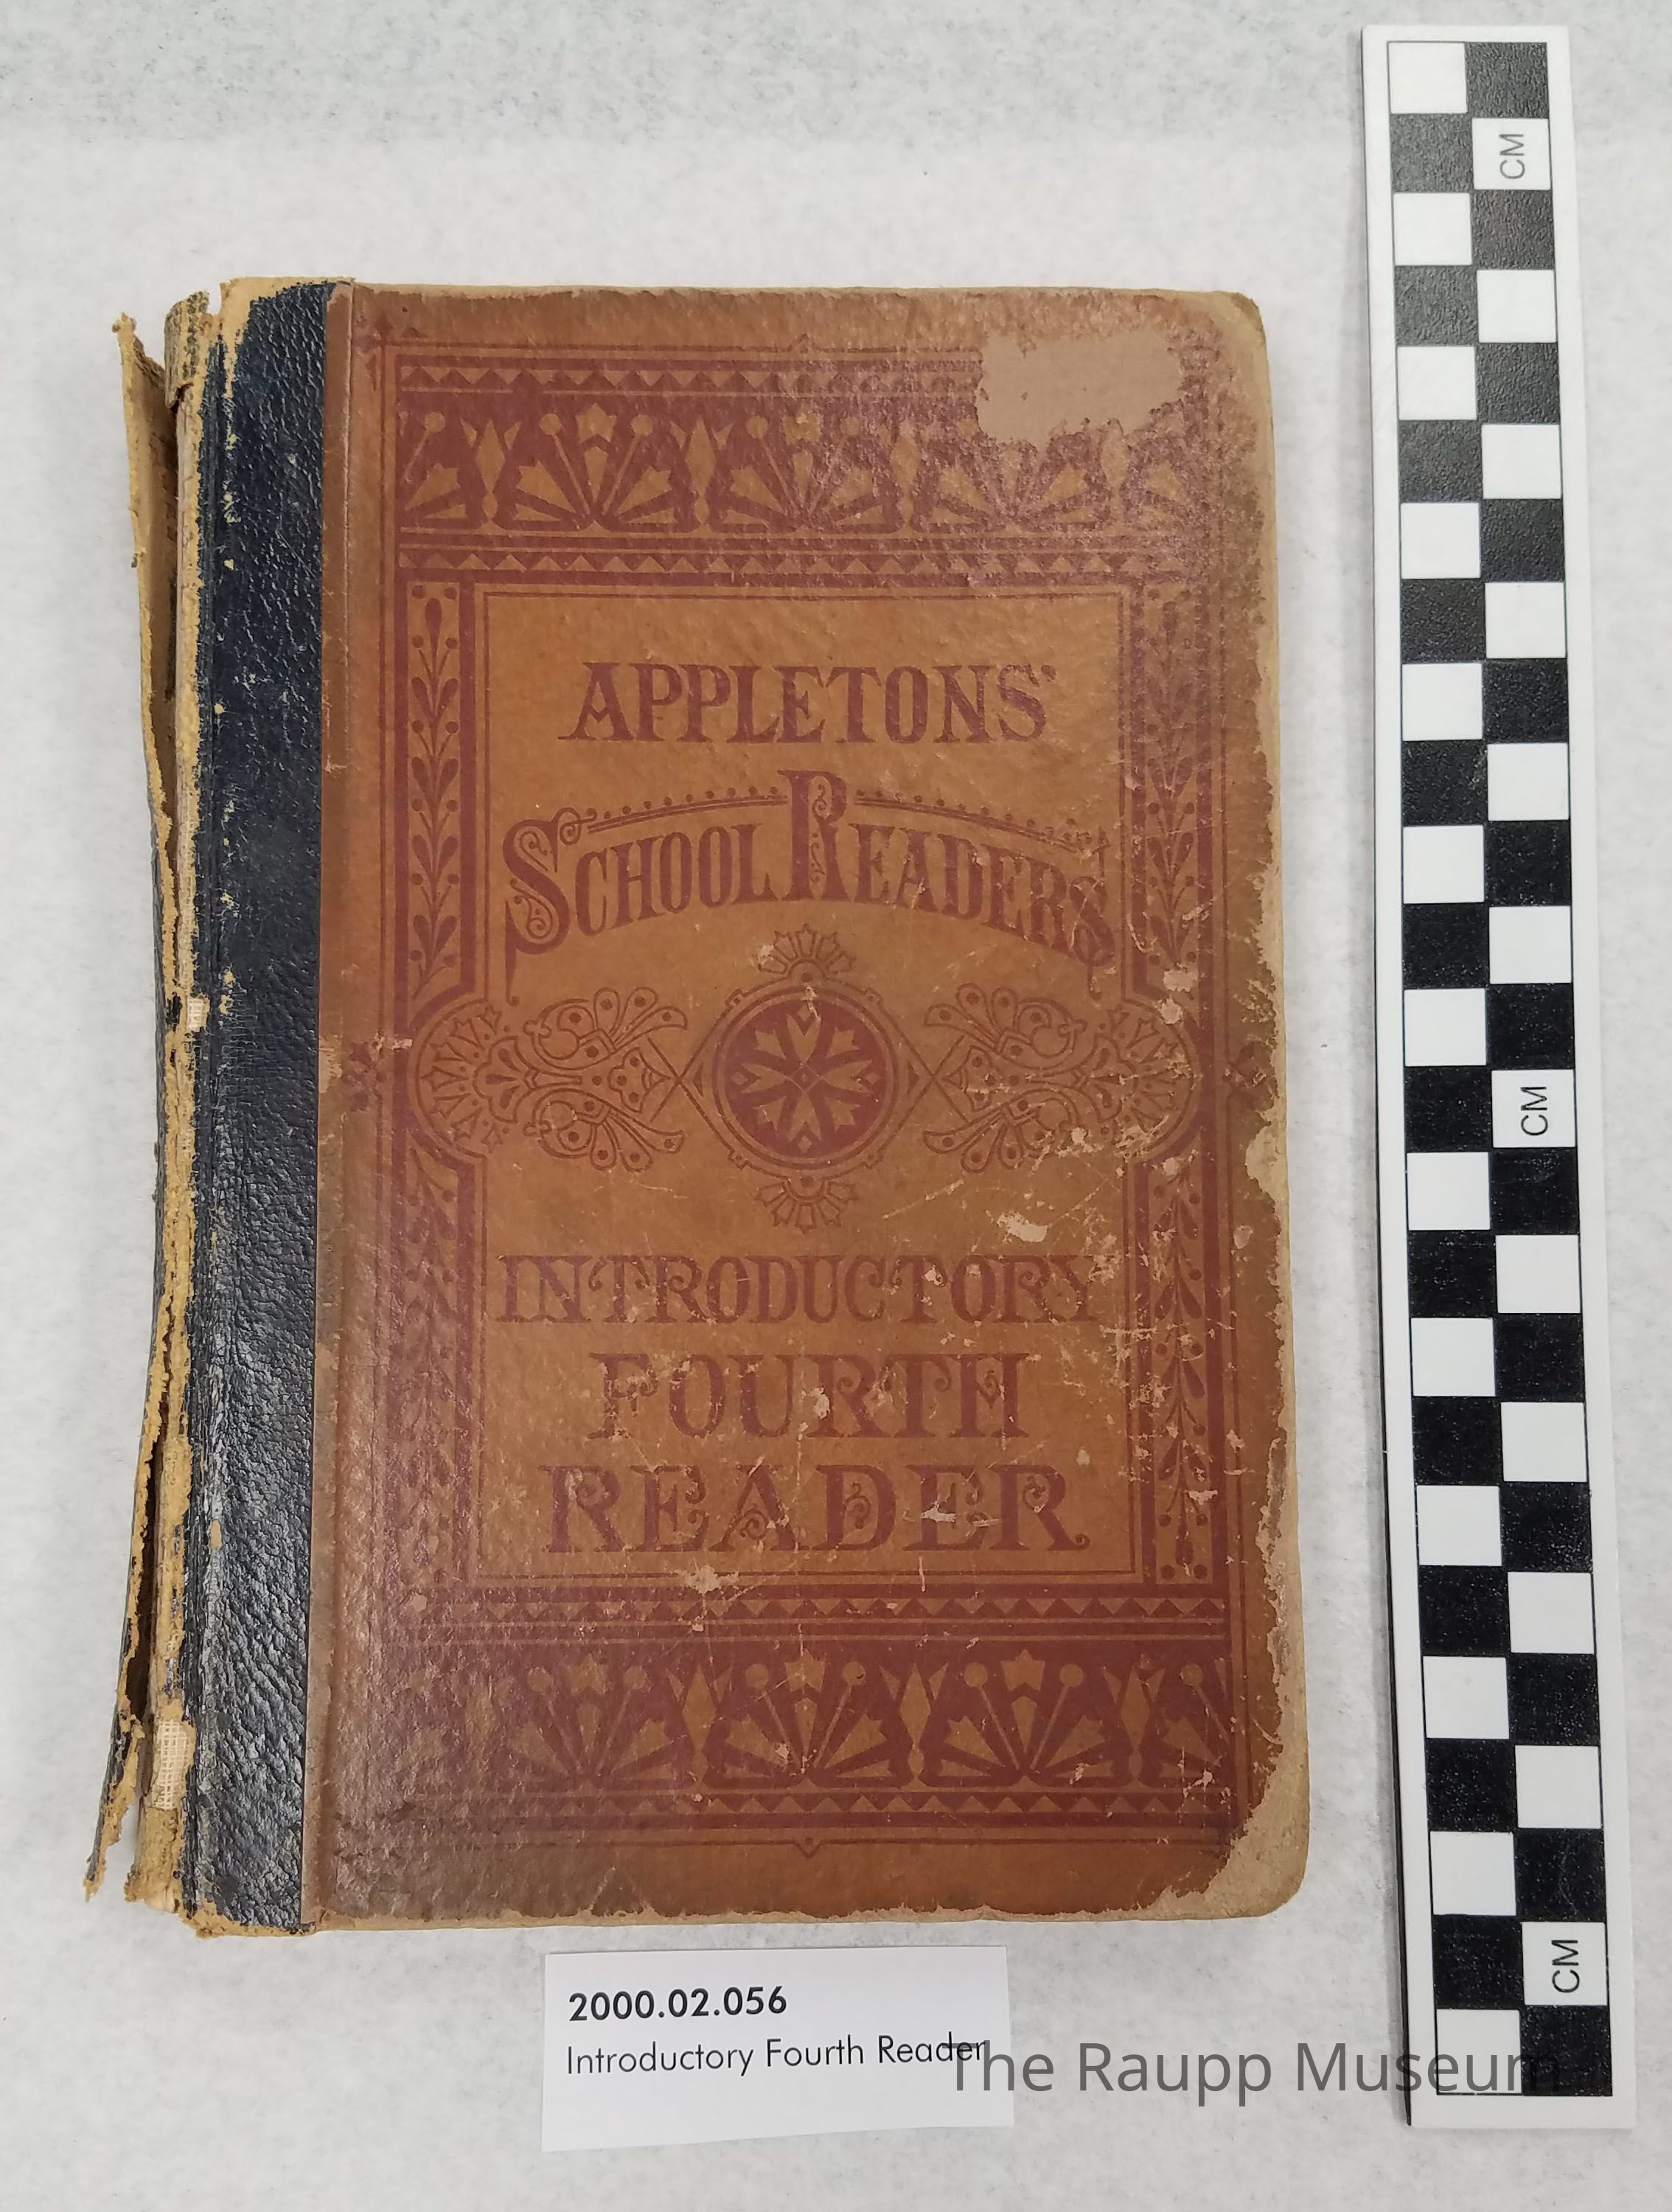 APPLETONS'
SCHOOL READERS
INTRODUCTORY
FOURTH
READER
2000.02.056
Introductory Fourth Reader
The Raupp Museum
CM
CM
CM